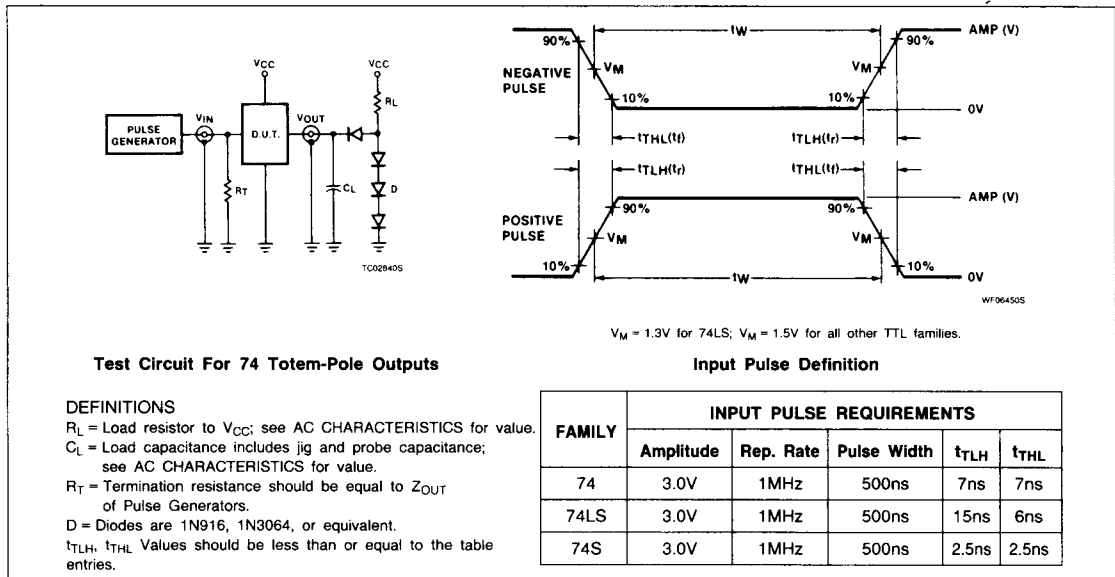 VCC
VCC
RL
PULSE GENERATOR
VIN
D.U.T.
VOUT
RT
CL
D
TC02840S
90%
tW
90%
AMP (V)
NEGATIVE PULSE
VM
VM
10%
10%
0V
tTHL(tf)
tTLH(tr)
tTLH(tr)
tTHL(tf)
AMP (V)
90%
90%
POSITIVE PULSE
VM
VM
10%
tW
10%
0V
WF06450S
VM = 1.3V for 74LS; VM = 1.5V for all other TTL families.
Test Circuit For 74 Totem-Pole Outputs
Input Pulse Definition
DEFINITIONS
RL = Load resistor to VCC; see AC CHARACTERISTICS for value.
CL = Load capacitance includes jig and probe capacitance;
see AC CHARACTERISTICS for value.
RT = Termination resistance should be equal to ZOUT
of Pulse Generators.
D = Diodes are 1N916, 1N3064, or equivalent.
tTLH, tTHL Values should be less than or equal to the table
entries.
FAMILY INPUT PULSE REQUIREMENTS
Amplitude Rep. Rate Pulse Width tTLH tTHL
74 3.0V 1MHz 500ns 7ns 7ns
74LS 3.0V 1MHz 500ns 15ns 6ns
74S 3.0V 1MHz 500ns 2.5ns 2.5ns